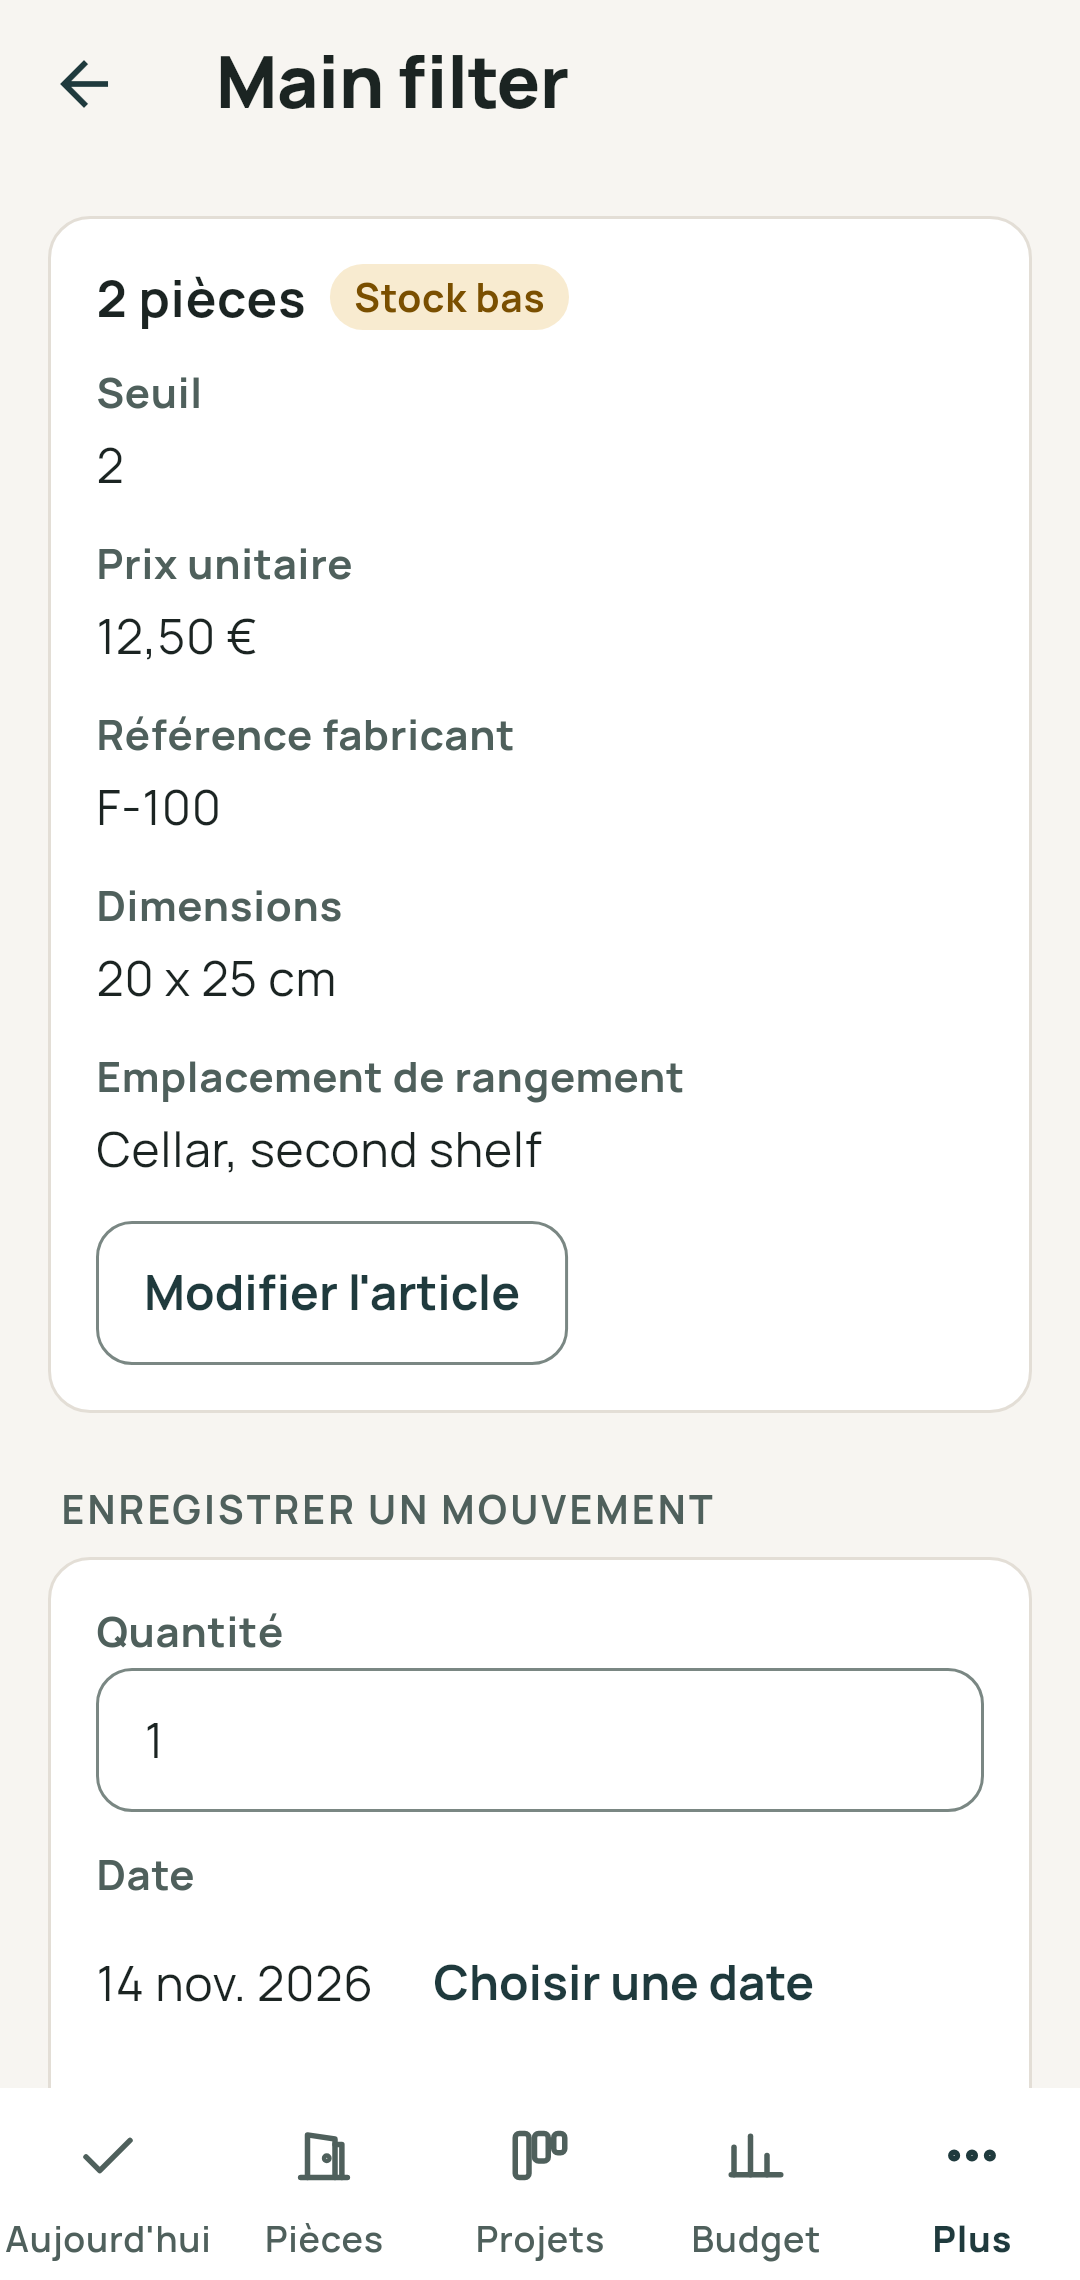 Main filter
2 pièces Stock bas
Seuil
2
Prix unitaire
12,50 €
Référence fabricant
F-100
Dimensions
20 x 25 cm
Emplacement de rangement
Cellar, second shelf
Modifier l'article
ENREGISTRER UN MOUVEMENT
Quantité
1
Date
14 nov. 2026 Choisir une date
Aujourd'hui Pièces Projets Budget Plus